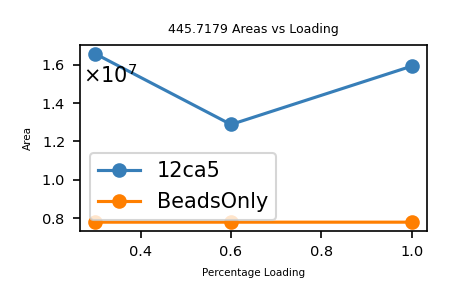 445.7179 Areas vs Loading
×10⁷
1.6
1.4
1.2
1.0
0.8
Area
12ca5
BeadsOnly
0.4
0.6
0.8
1.0
Percentage Loading